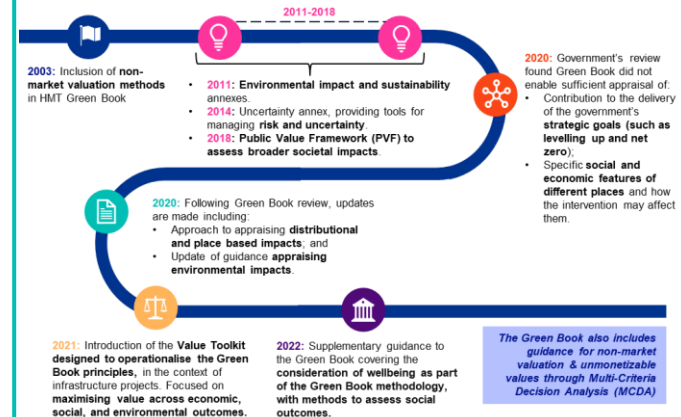 2011-2018
2003: Inclusion of non-
market valuation methods
in HMT Green Book
• 2011: Environmental impact and sustainability
annexes.
• 2014: Uncertainty annex, providing tools for
managing risk and uncertainty.
• 2018: Public Value Framework (PVF) to
assess broader societal impacts.
2020: Government's review
found Green Book did not
enable sufficient appraisal of:
• Contribution to the delivery
of the government's
strategic goals (such as
levelling up and net
zero);
• Specific social and
economic features of
different places and how
the intervention may affect
them.
2020: Following Green Book review, updates
are made including:
• Approach to appraising distributional
and place based impacts; and
• Update of guidance appraising
environmental impacts.
2021: Introduction of the Value Toolkit
designed to operationalise the Green
Book principles, in the context of
infrastructure projects. Focused on
maximising value across economic,
social, and environmental outcomes.
2022: Supplementary guidance to
the Green Book covering the
consideration of wellbeing as part
of the Green Book methodology,
with methods to assess social
outcomes.
The Green Book also includes
guidance for non-market
valuation & unmonetizable
values through Multi-Criteria
Decision Analysis (MCDA)